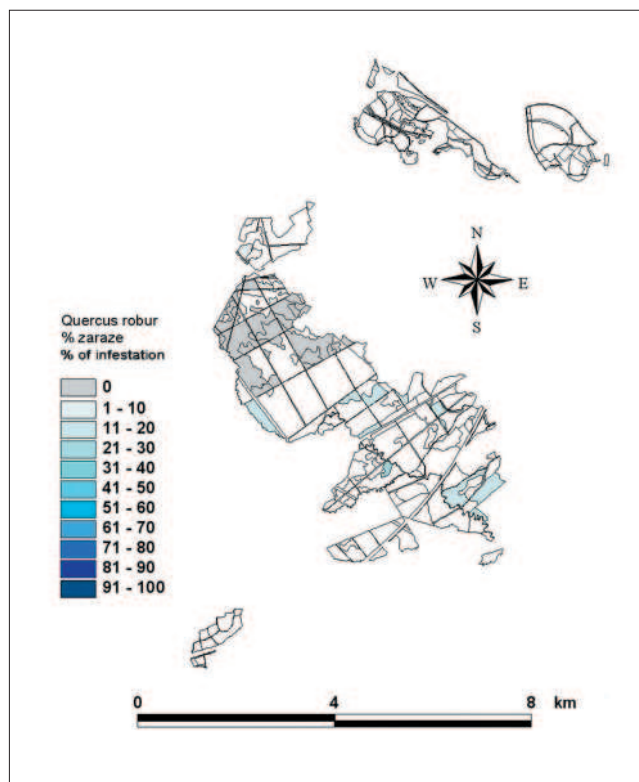 N
W E
S
Quercus robur
% zaraze
% of infestation
0
1 - 10
11 - 20
21 - 30
31 - 40
41 - 50
51 - 60
61 - 70
71 - 80
81 - 90
91 - 100
0 4 8 km